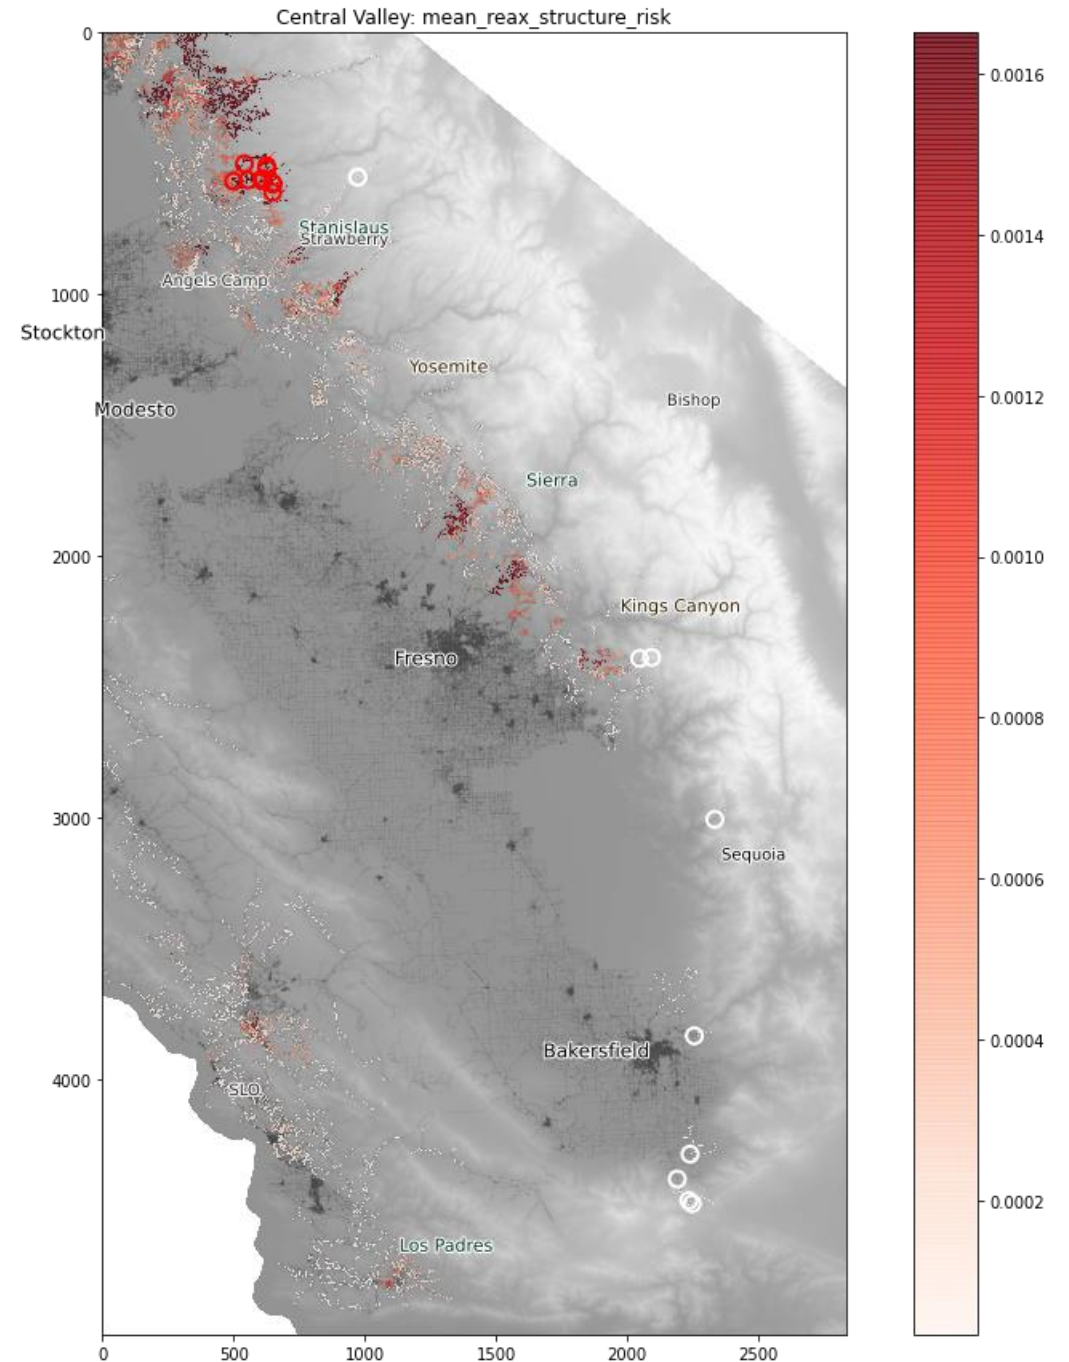 Central Valley: mean_reax_structure_risk
0
0.0016
Stanislaus
Strawberry
0.0014
Angels Camp
1000
Stockton
Yosemite
0.0012
Bishop
Modesto
Sierra
2000
0.0010
Kings Canyon
Fresno
0.0008
3000
Sequoia
0.0006
Bakersfield
0.0004
4000
SLO
0.0002
Los Padres
0
500
1000
1500
2000
2500